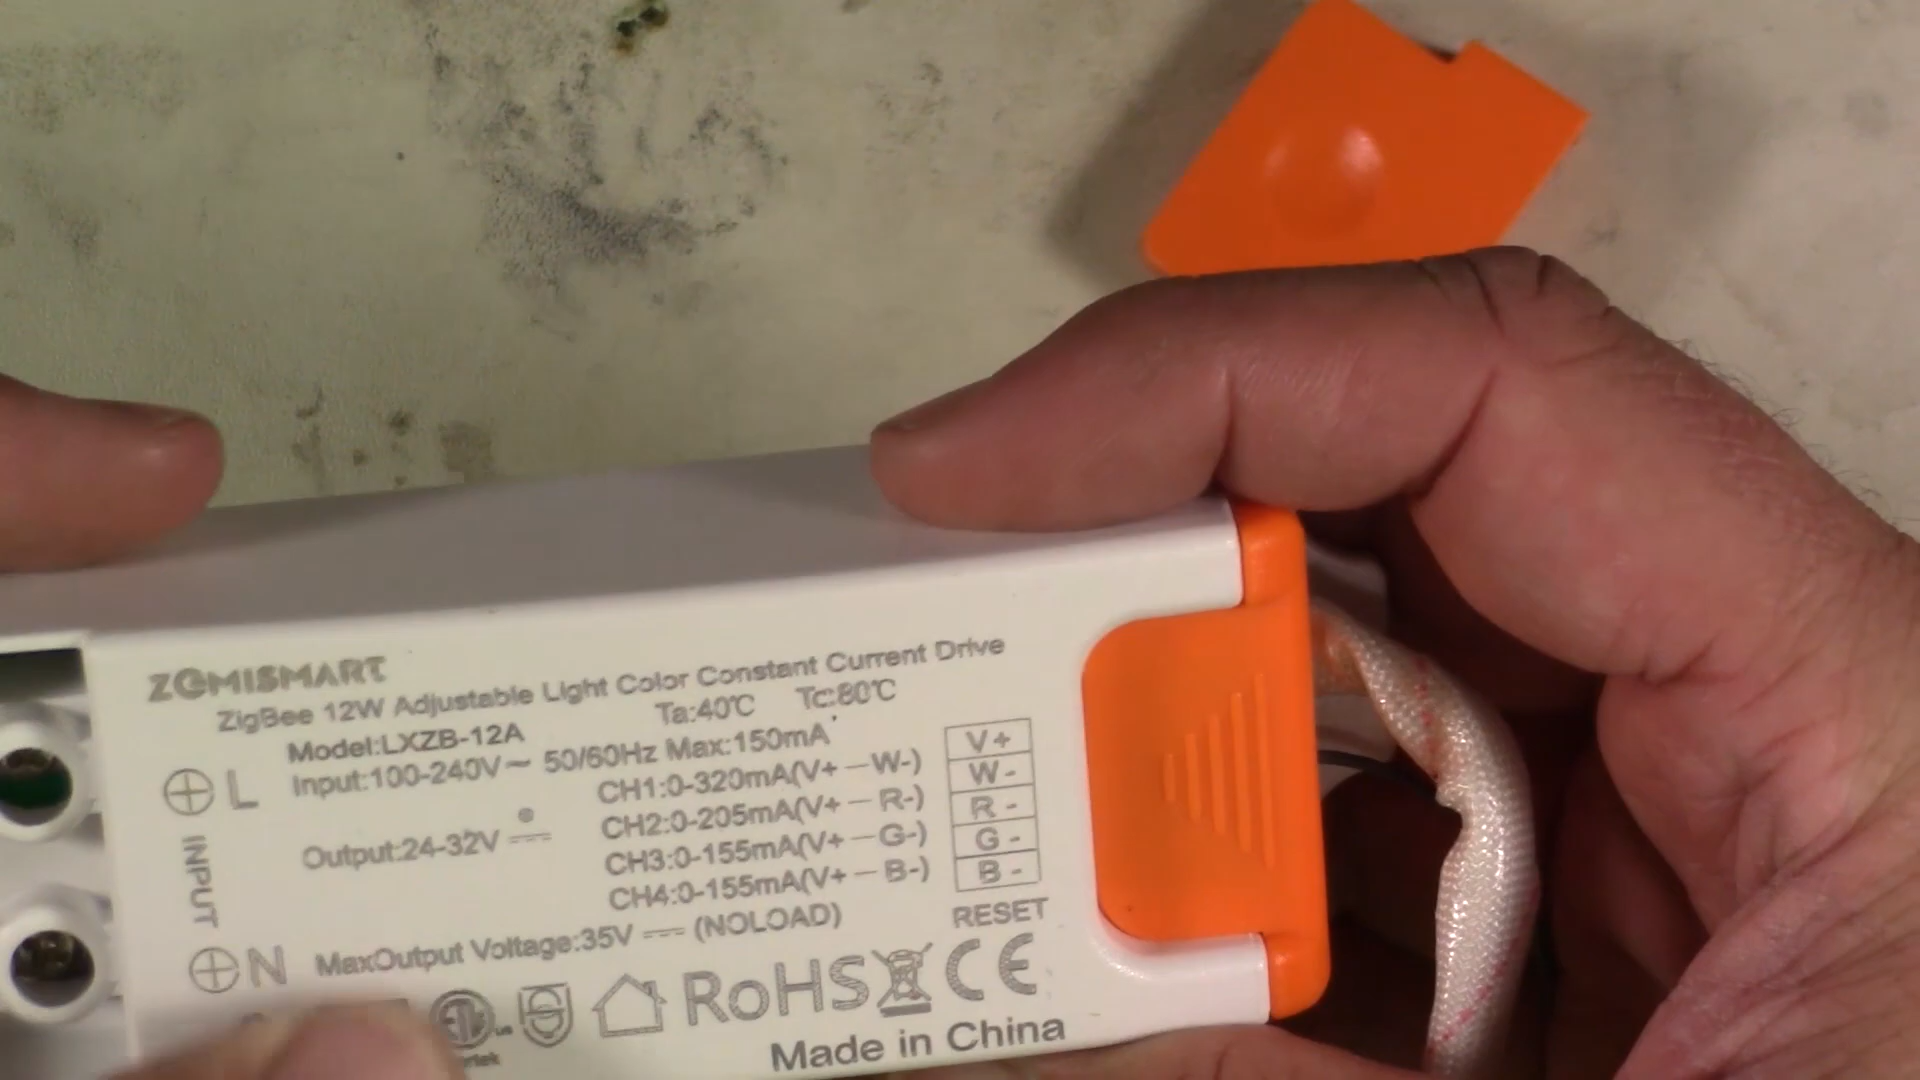 ZEMISMART
ZigBee 12W Adjustable Light Color Constant Current Drive
Ta:40℃ Tc:80℃
Model:LXZB-12A
Input:100-240V~ 50/60Hz Max:150mA
CH1:0-320mA(V+ —W-)
CH2:0-205mA(V+ —R-)
Output:24-32V
CH3:0-155mA(V+ —G-)
CH4:0-155mA(V+ —B-)
MaxOutput Voltage:35V (NOLOAD)
L
INPUT
N
V+
W-
R-
G-
B-
RESET
RoHS CE
Made in China